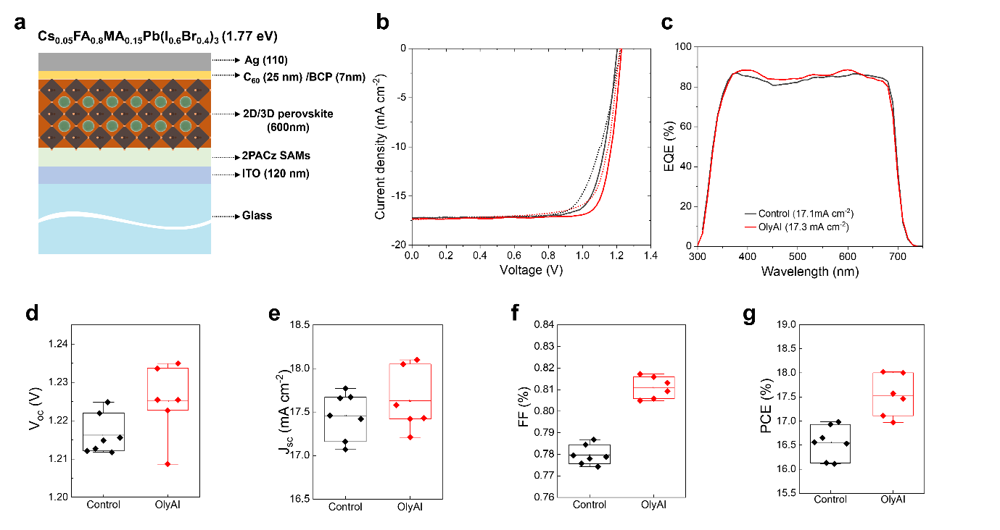 a
Cs0.05FA0.8MA0.15Pb(I0.6Br0.4)3 (1.77 eV)
Ag (110)
C60 (25 nm) /BCP (7nm)
2D/3D perovskite
(600nm)
2PACz SAMs
ITO (120 nm)
Glass
b
Current density (mA cm-2)
0
-5
-10
-15
-20
0.0 0.2 0.4 0.6 0.8 1.0 1.2 1.4
Voltage (V)
c
EQE (%)
100
80
60
40
20
0
Control (17.1mA cm-2)
OlyAI (17.3 mA cm-2)
300 400 500 600 700
Wavelength (nm)
d
Voc (V)
1.24
1.23
1.22
1.21
1.20
Control OlyAI
e
Jsc (mA cm-2)
18.5
18.0
17.5
17.0
16.5
Control OlyAI
f
FF (%)
0.84
0.83
0.82
0.81
0.80
0.79
0.78
0.77
0.76
Control OlyAI
g
PCE (%)
19.0
18.5
18.0
17.5
17.0
16.5
16.0
15.5
Control OlyAI